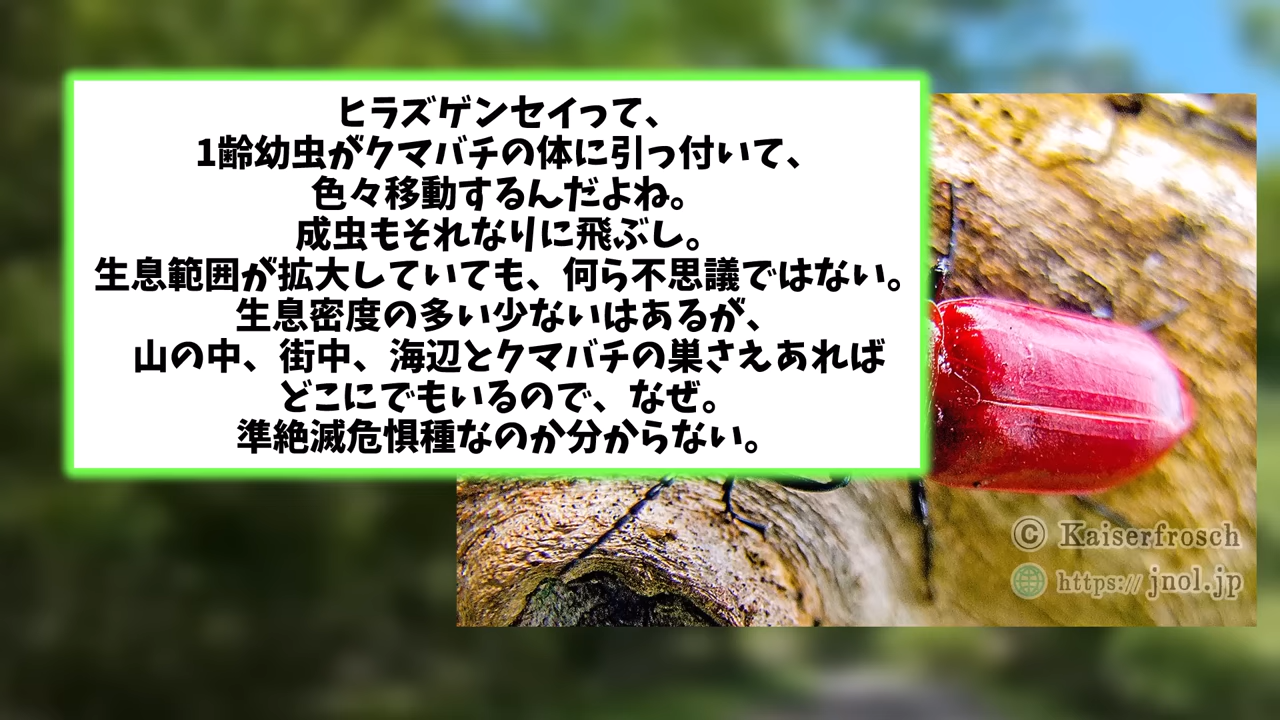 ヒラズゲンセイって、
1齢幼虫がクマバチの体に引っ付いて、
色々移動するんだよね。
成虫もそれなりに飛ぶし。
生息範囲が拡大していても、何ら不思議ではない。
生息密度の多い少ないはあるが、
山の中、街中、海辺とクマバチの巣さえあれば
どこにでもいるので、なぜ。
準絶滅危惧種なのか分からない。
© Kaiserfrosch
https:// jnol.jp